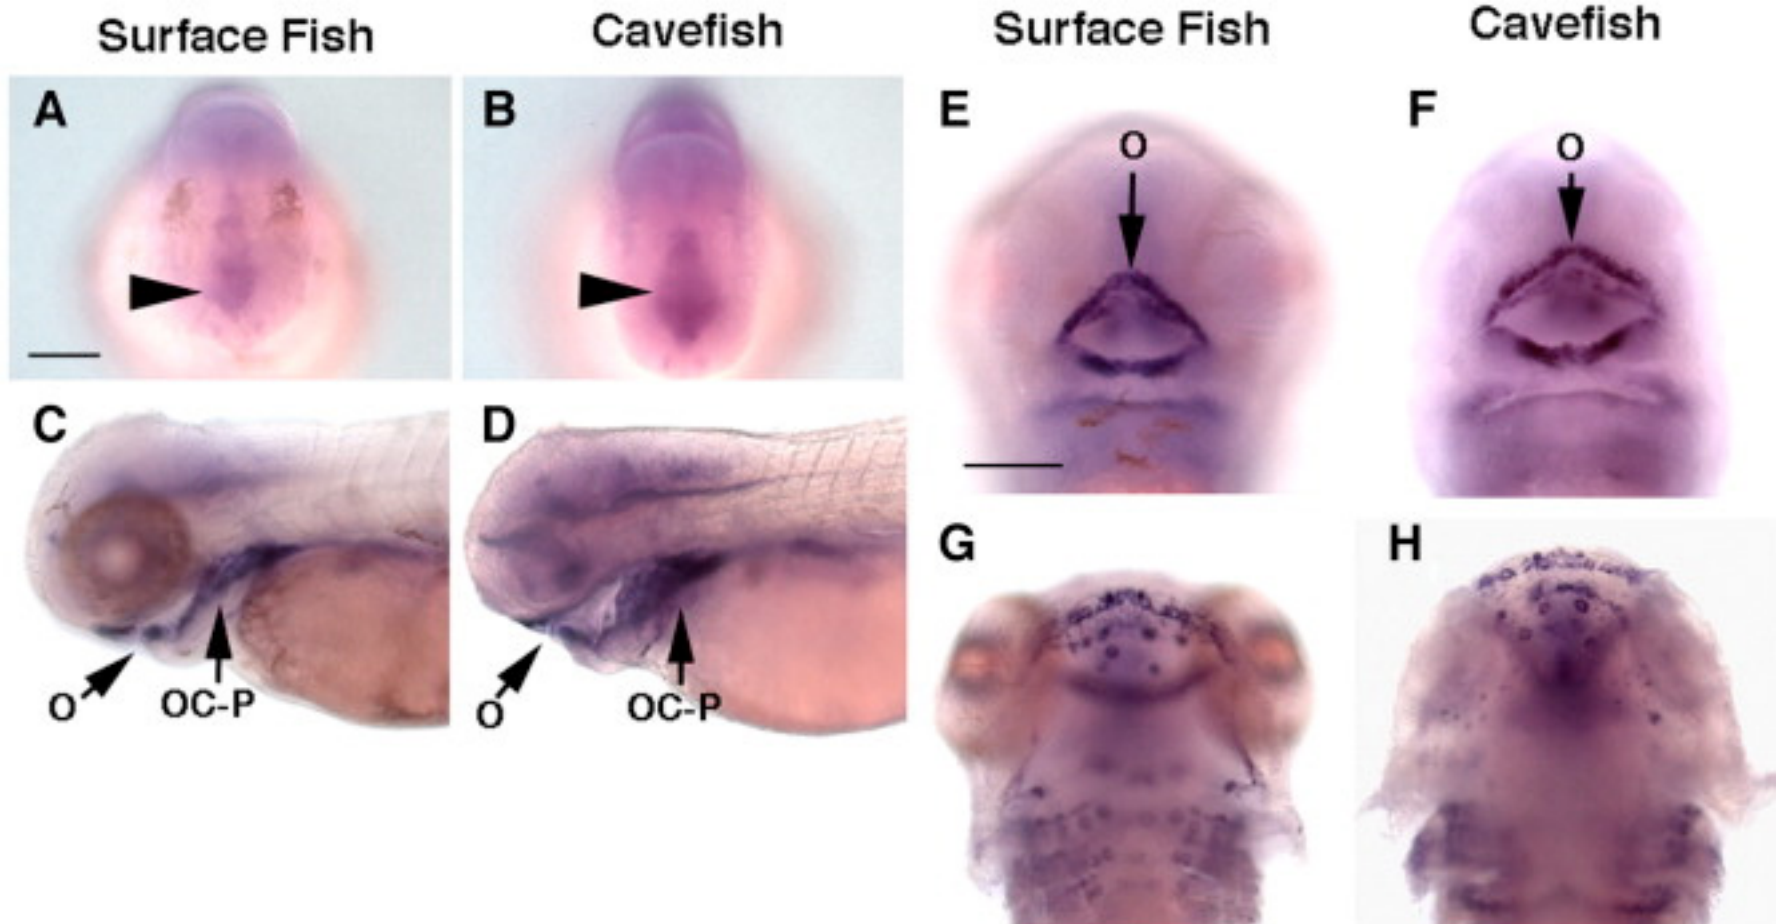 Surface Fish
Cavefish
Surface Fish
Cavefish
A
B
E
O
F
O
C
O
OC-P
D
O
OC-P
G
H